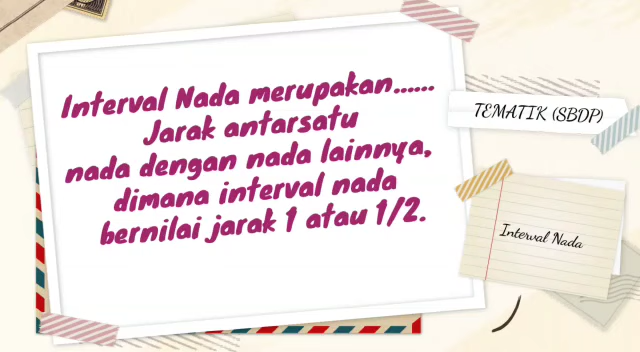 Interval Nada merupakan......
Jarak antarsatu
nada dengan nada lainnya,
dimana interval nada
bernilai jarak 1 atau 1/2.
TEMATIK (SBDP)
Interval Nada